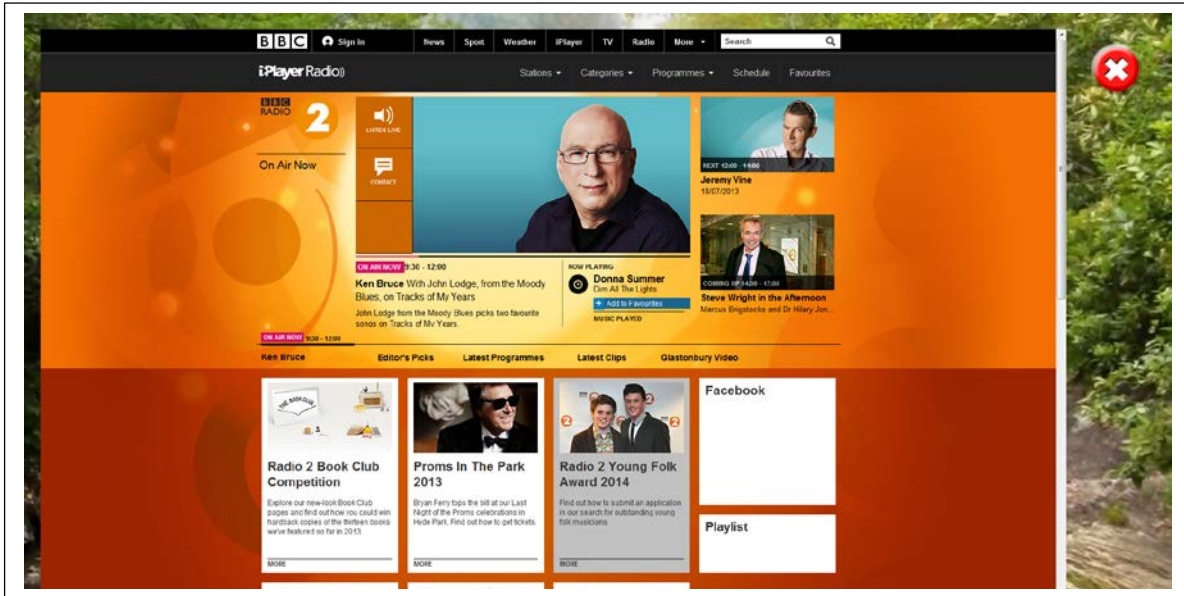 BBC Sign in News Sport Weather iPlayer TV Radio More Search
iPlayer Radio Stations Categories Programmes Schedule Favourites
BBC
RADIO 2
On Air Now
LISTEN LIVE
CONTACT
NEXT 12:00 - 14:00
Jeremy Vine
18/07/2013
COMING UP 14:00 - 17:00
Steve Wright in the Afternoon
Marcus Brigstocke and Dr Hilary Jon...
ON AIR NOW 9:30 - 12:00
Ken Bruce With John Lodge, from the Moody
Blues, on Tracks of My Years
John Lodge from the Moody Blues picks two favourite
songs on Tracks of My Years.
NOW PLAYING
Donna Summer
Dim All The Lights
+ Add to Favourites
MUSIC PLAYED
ON AIR NOW 9:30 - 12:00
Ken Bruce Editor's Picks Latest Programmes Latest Clips Glastonbury Video
THE BOOK CLUB
Radio 2 Book Club
Competition
Explore our new-look Book Club
pages and find out how you could win
hardback copies of the thirteen books
we've featured so far in 2013
MORE
Proms In The Park
2013
Bryan Ferry tops the bill at our Last
Night of the Proms celebrations in
Hyde Park. Find out how to get tickets.
MORE
2
Radio 2 Young Folk
Award 2014
Find out how to submit an application
in our search for outstanding young
folk musicians
MORE
Facebook
Playlist